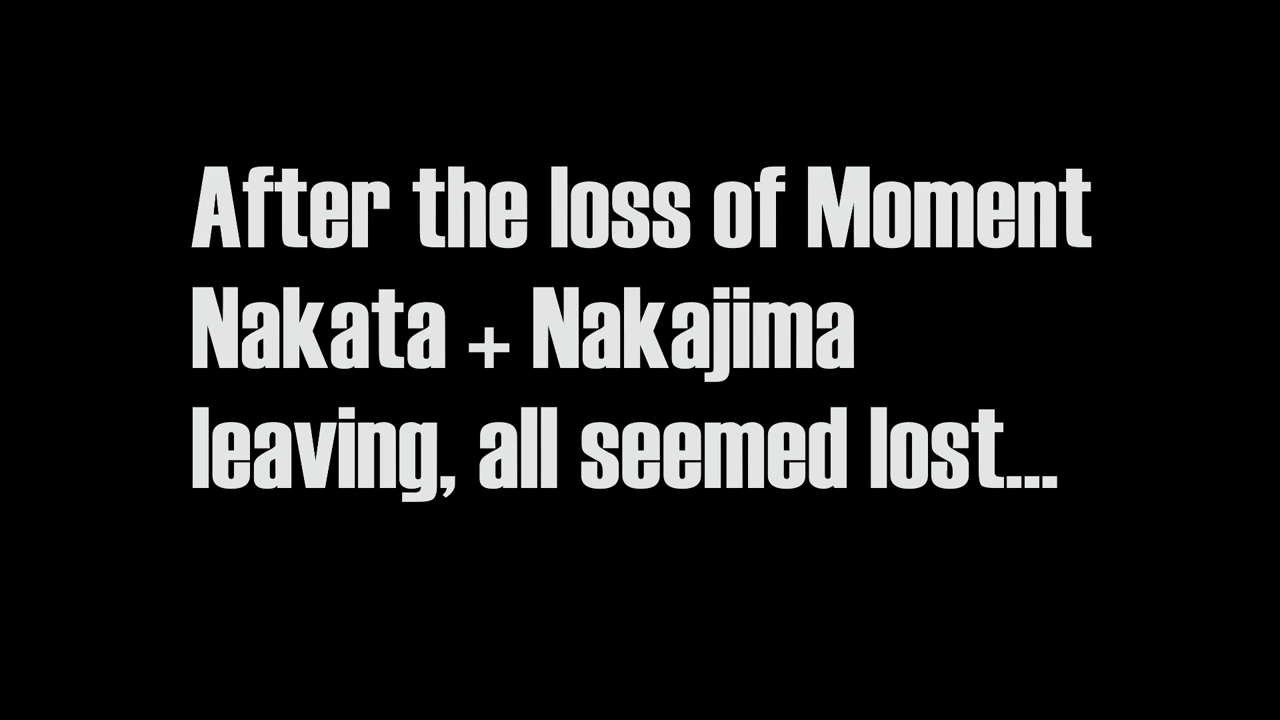 After the loss of Moment
Nakata + Nakajima
leaving, all seemed lost...